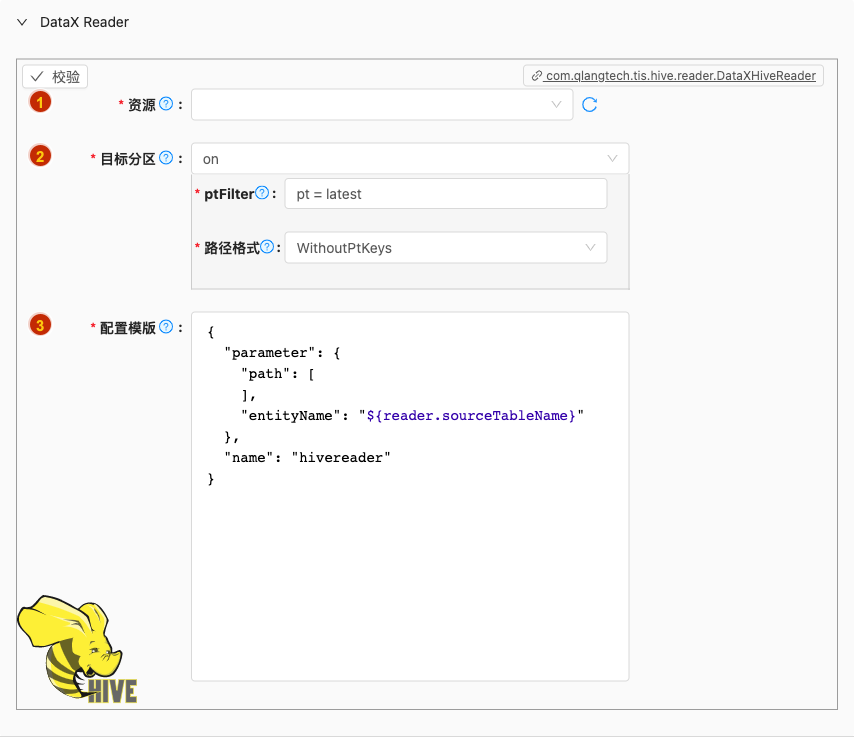 DataX Reader
校验
com.qlangtech.tis.hive.reader.DataXHiveReader
1 * 资源 ? :
2 * 目标分区 ? : on
* ptFilter ? : pt = latest
* 路径格式 ? : WithoutPtKeys
3 * 配置模版 ? :
{
"parameter": {
"path": [
],
"entityName": "${reader.sourceTableName}"
},
"name": "hivereader"
}
HIVE